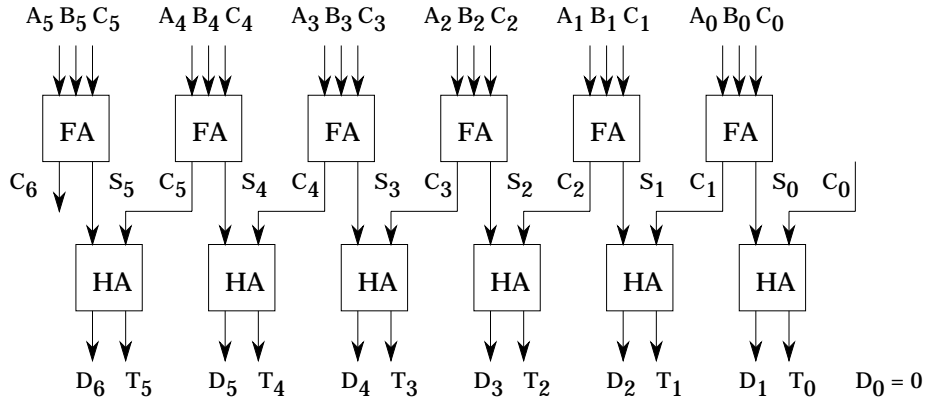 A5 B5 C5 A4 B4 C4 A3 B3 C3 A2 B2 C2 A1 B1 C1 A0 B0 C0
FA FA FA FA FA FA
C6 S5 C5 S4 C4 S3 C3 S2 C2 S1 C1 S0 C0
HA HA HA HA HA HA
D6 T5 D5 T4 D4 T3 D3 T2 D2 T1 D1 T0 D0 = 0